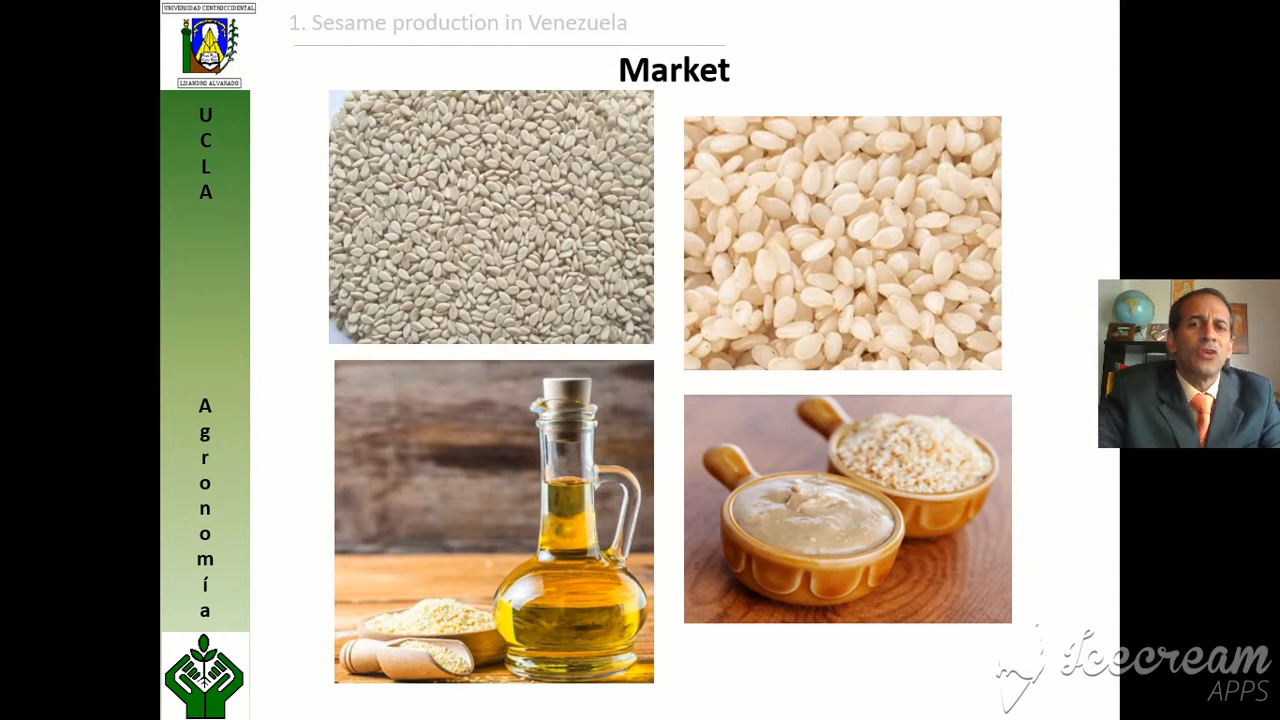 UNIVERSIDAD CENTROCCIDENTAL
LISANDRO ALVARADO
U
C
L
A
A
g
r
o
n
o
m
í
a
1. Sesame production in Venezuela
Market
Icecream
APPS